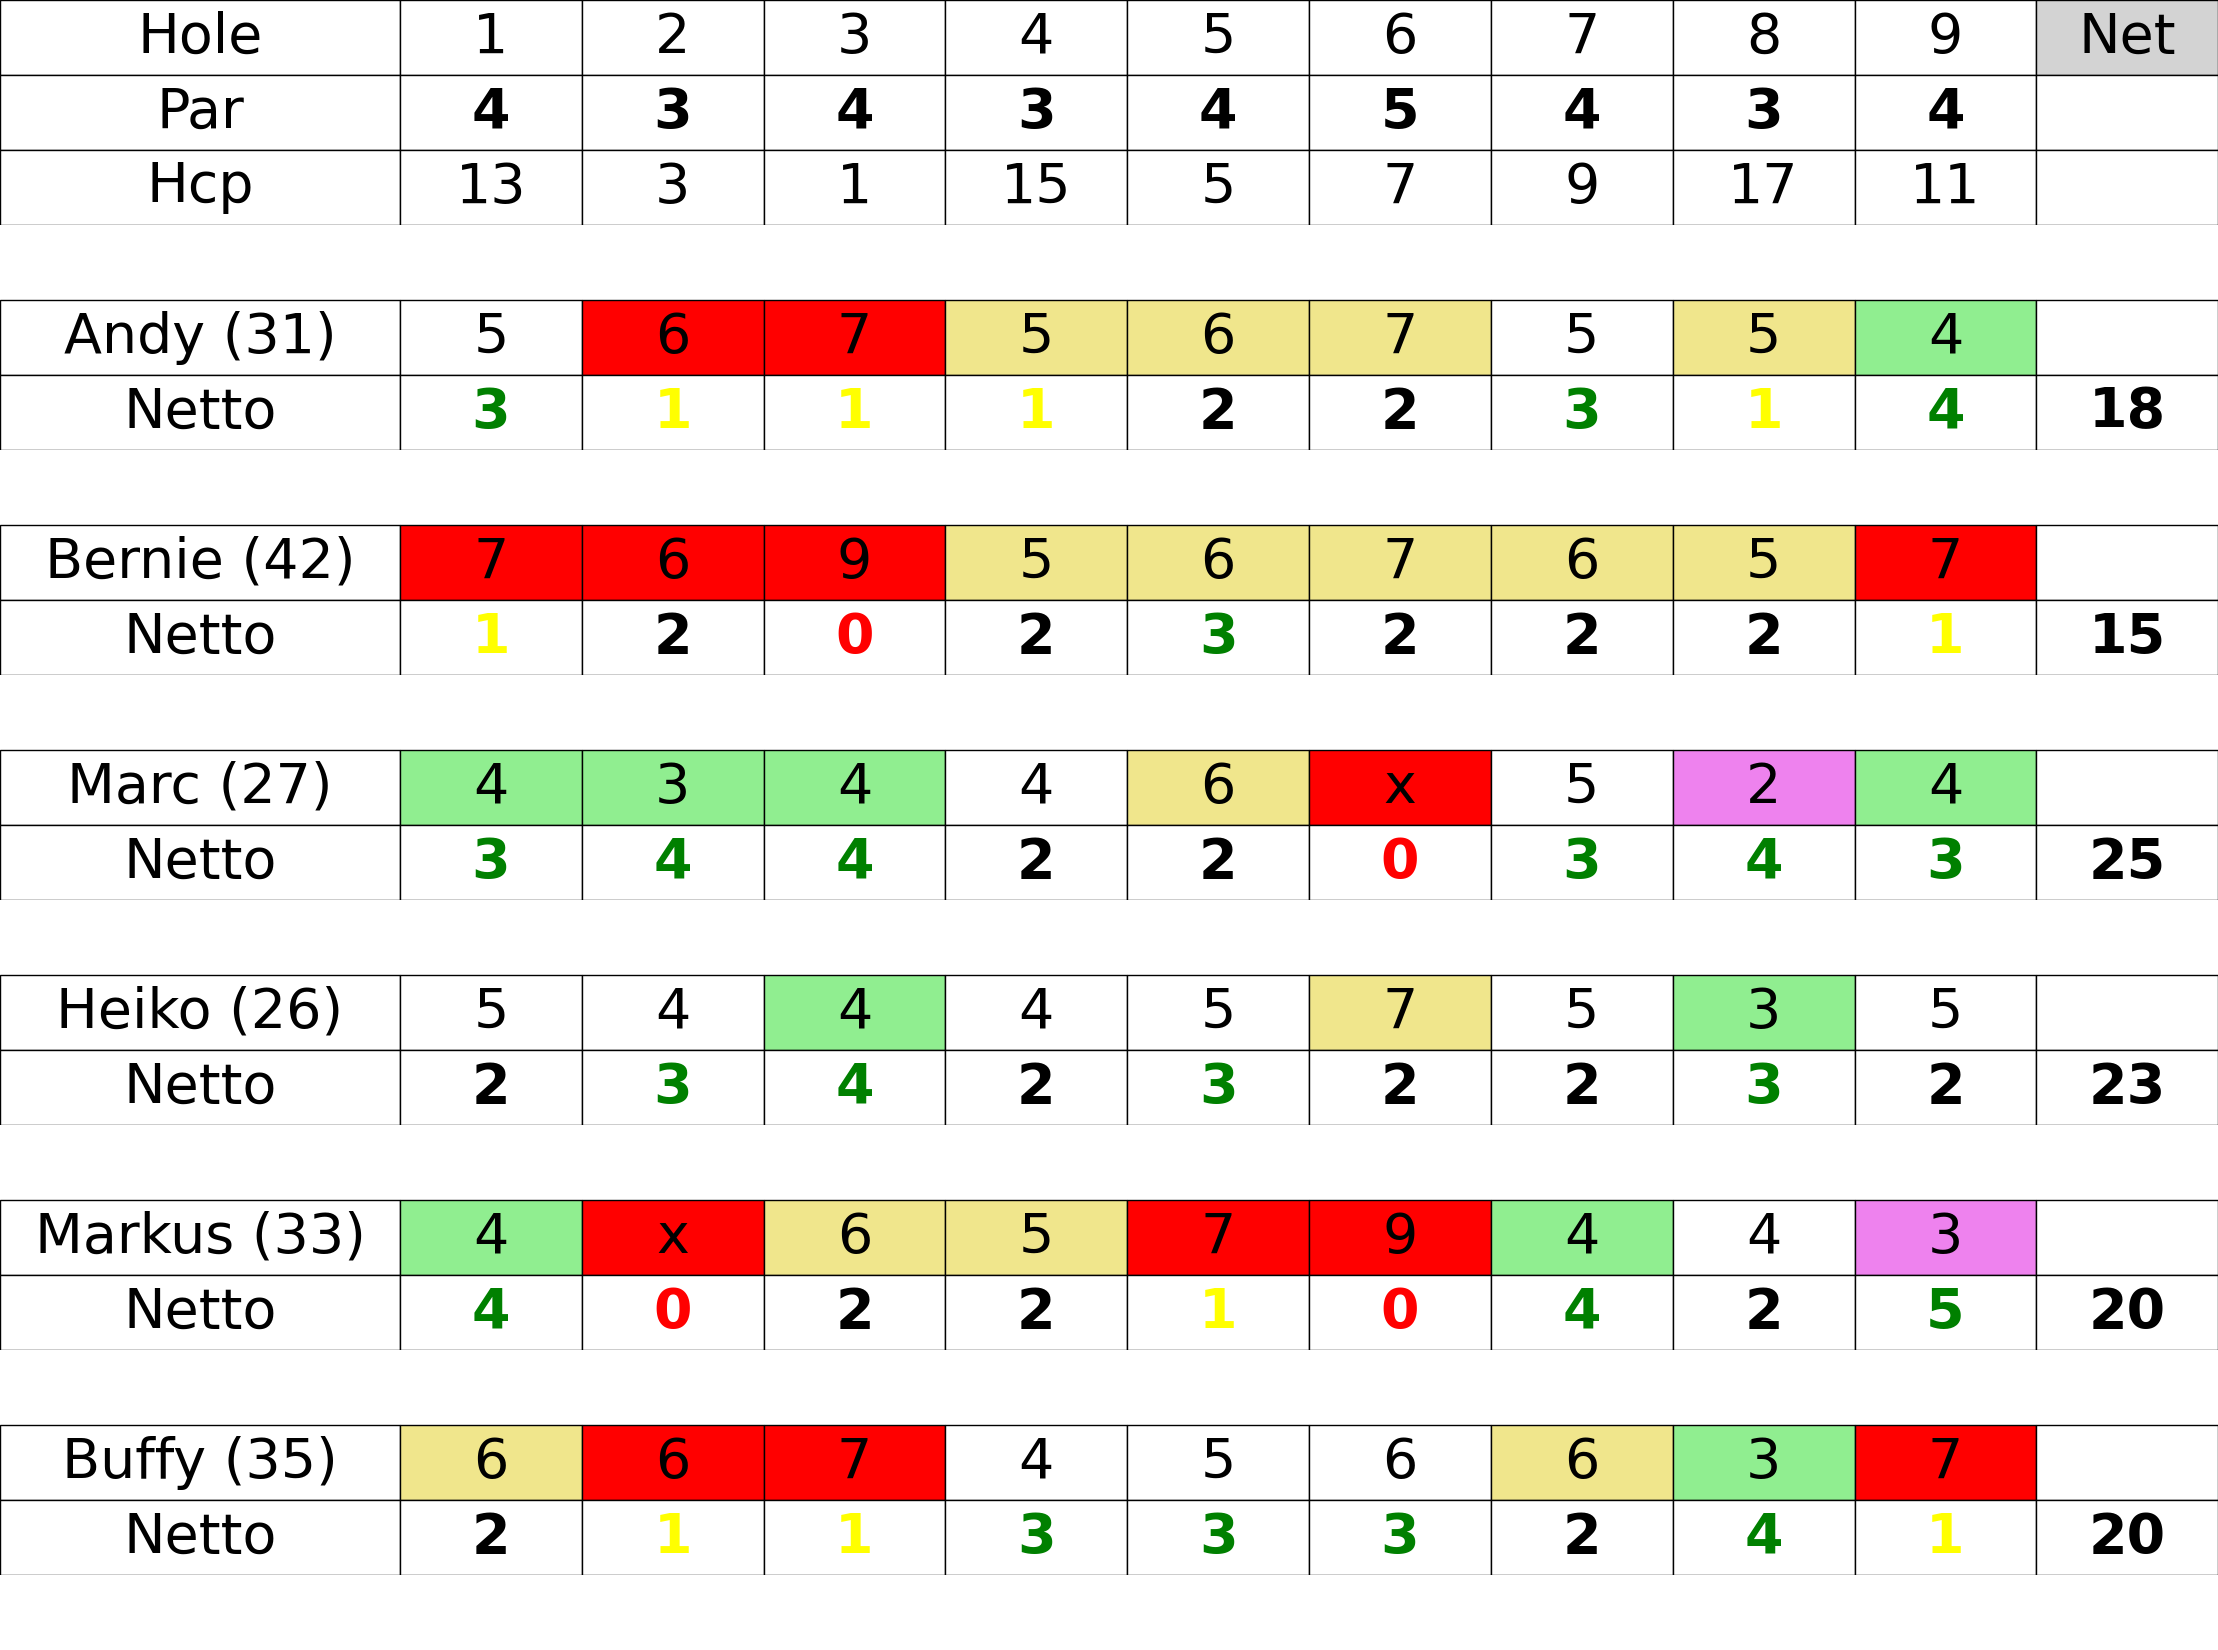 Hole 1 2 3 4 5 6 7 8 9 Net
Par 4 3 4 3 4 5 4 3 4
Hcp 13 3 1 15 5 7 9 17 11
Andy (31) 5 6 7 5 6 7 5 5 4
Netto 3 1 1 1 2 2 3 1 4 18
Bernie (42) 7 6 9 5 6 7 6 5 7
Netto 1 2 0 2 3 2 2 2 1 15
Marc (27) 4 3 4 4 6 x 5 2 4
Netto 3 4 4 2 2 0 3 4 3 25
Heiko (26) 5 4 4 4 5 7 5 3 5
Netto 2 3 4 2 3 2 2 3 2 23
Markus (33) 4 x 6 5 7 9 4 4 3
Netto 4 0 2 2 1 0 4 2 5 20
Buffy (35) 6 6 7 4 5 6 6 3 7
Netto 2 1 1 3 3 3 2 4 1 20